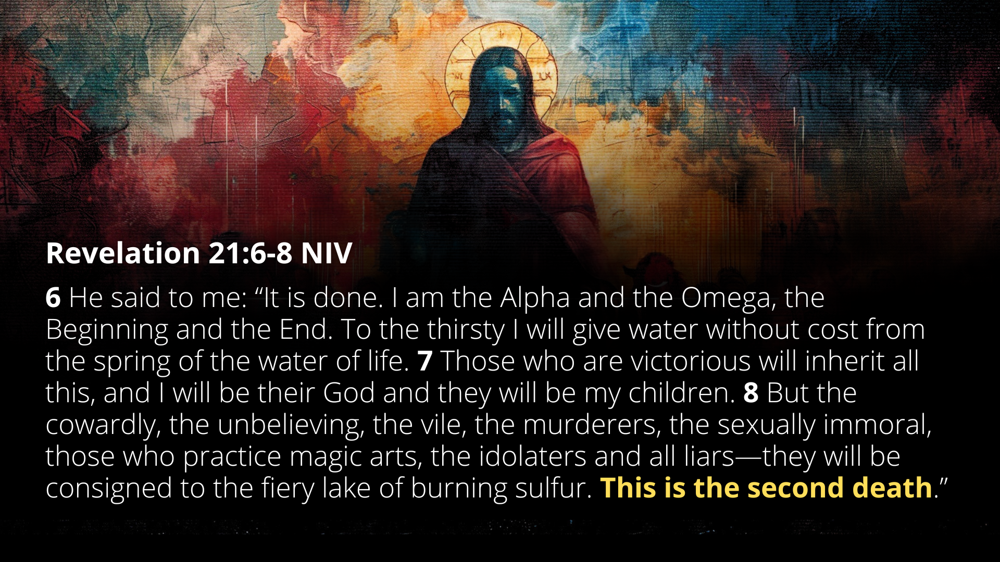 Revelation 21:6-8 NIV
6 He said to me: “It is done. I am the Alpha and the Omega, the
Beginning and the End. To the thirsty I will give water without cost from
the spring of the water of life. 7 Those who are victorious will inherit all
this, and I will be their God and they will be my children. 8 But the
cowardly, the unbelieving, the vile, the murderers, the sexually immoral,
those who practice magic arts, the idolaters and all liars—they will be
consigned to the fiery lake of burning sulfur. This is the second death.”